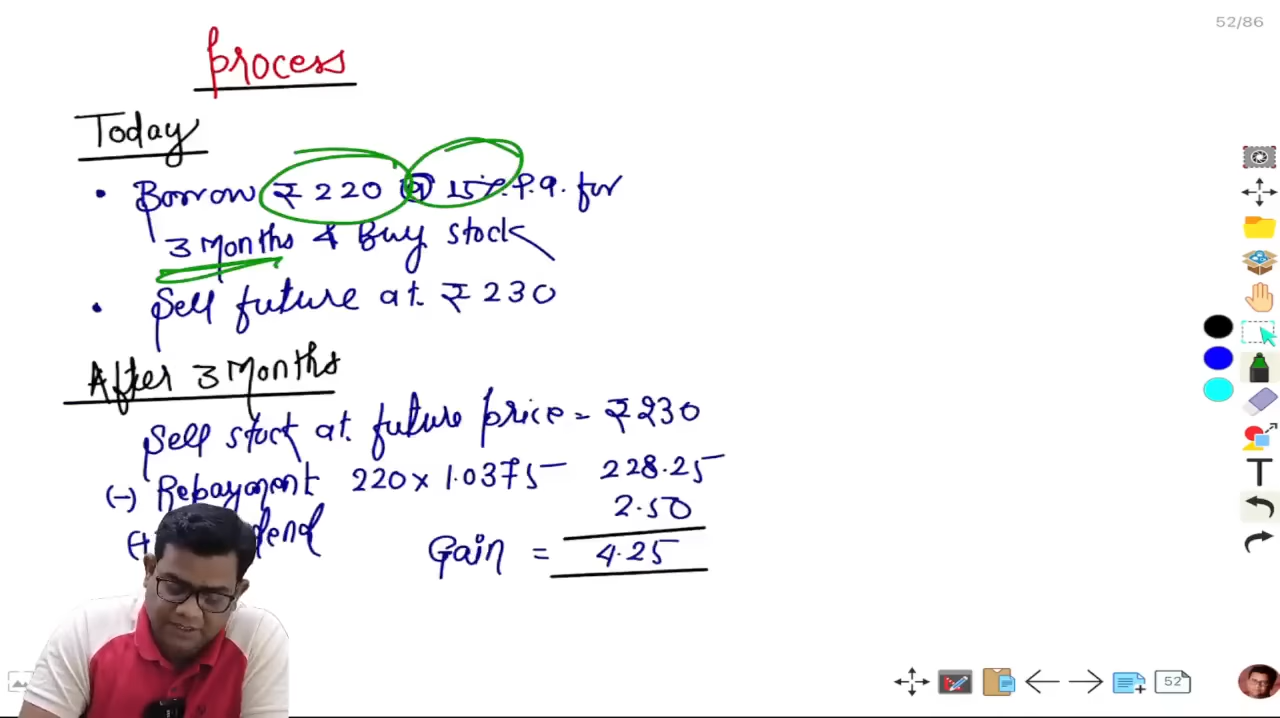 52/86
Process
Today
• Borrow ₹ 220 @ 15% P.a. for
3 Months & Buy stock
• Sell future at ₹ 230
After 3 Months
Sell stock at future price = ₹230
(-) Repayment 220 × 1.0375 228.25
2.50
Gain = 4.25
T
52